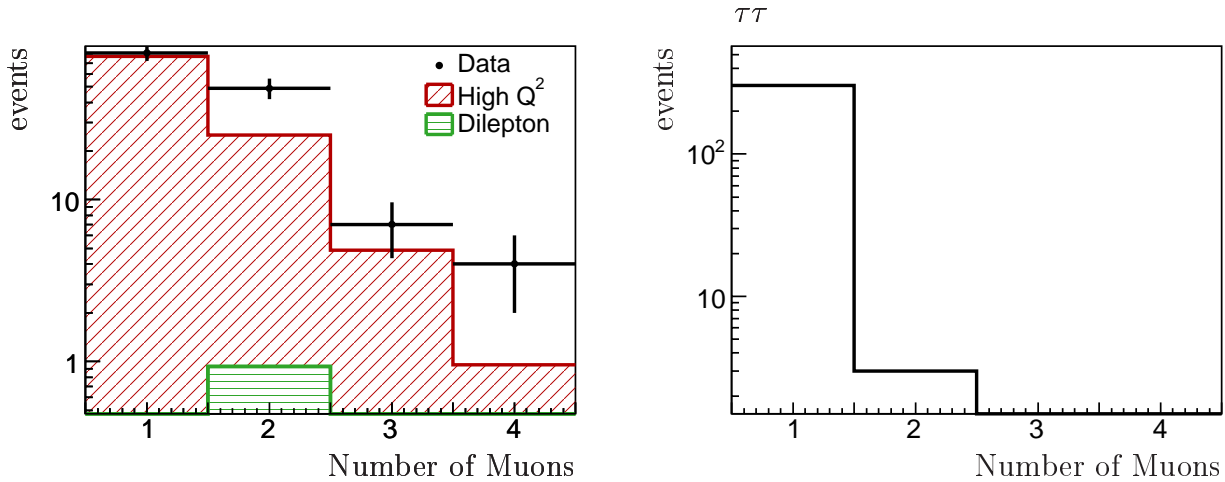 events
Data
High Q²
Dilepton
10
1
1 2 3 4
Number of Muons
ττ
events
10²
10
1 2 3 4
Number of Muons